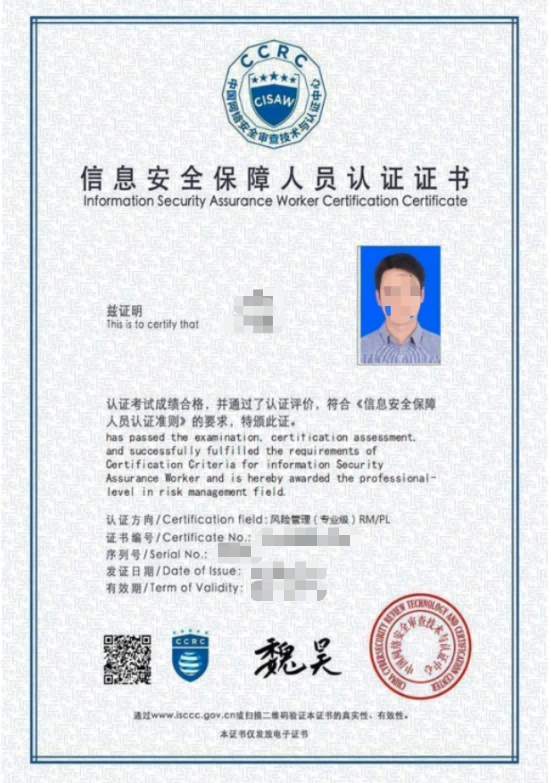 CCRC
CISAW
中国网络安全审查技术与认证中心
信息安全保障人员认证证书
Information Security Assurance Worker Certification Certificate
兹证明
This is to certify that
认证考试成绩合格，并通过了认证评价，符合《信息安全保障
人员认证准则》的要求，特颁此证。
has passed the examination, certification assessment,
and successfully fulfilled the requirements of
Certification Criteria for information Security
Assurance Worker and is hereby awarded the professional-
level in risk management field.
认证方向/Certification field: 风险管理（专业级）RM/PL
证书编号/Certificate No.:
序列号/Serial No.:
发证日期/Date of Issue:
有效期/Term of Validity:
CCRC
魏昊
中国网络安全审查技术与认证中心
CHINA CYBERSECURITY REVIEW TECHNOLOGY AND CERTIFICATION CENTER
通过www.isccc.gov.cn或扫描二维码验证本证书的真实性、有效性。
本证书仅发放电子证书